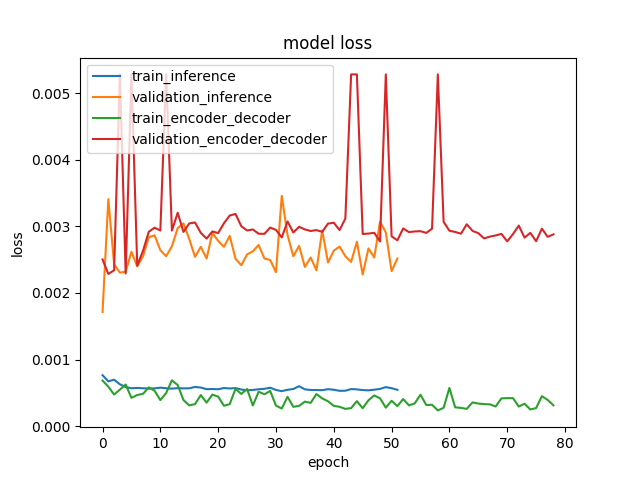 model loss
train_inference
validation_inference
train_encoder_decoder
validation_encoder_decoder
0.005
0.004
0.003
0.002
0.001
0.000
loss
0 10 20 30 40 50 60 70 80
epoch